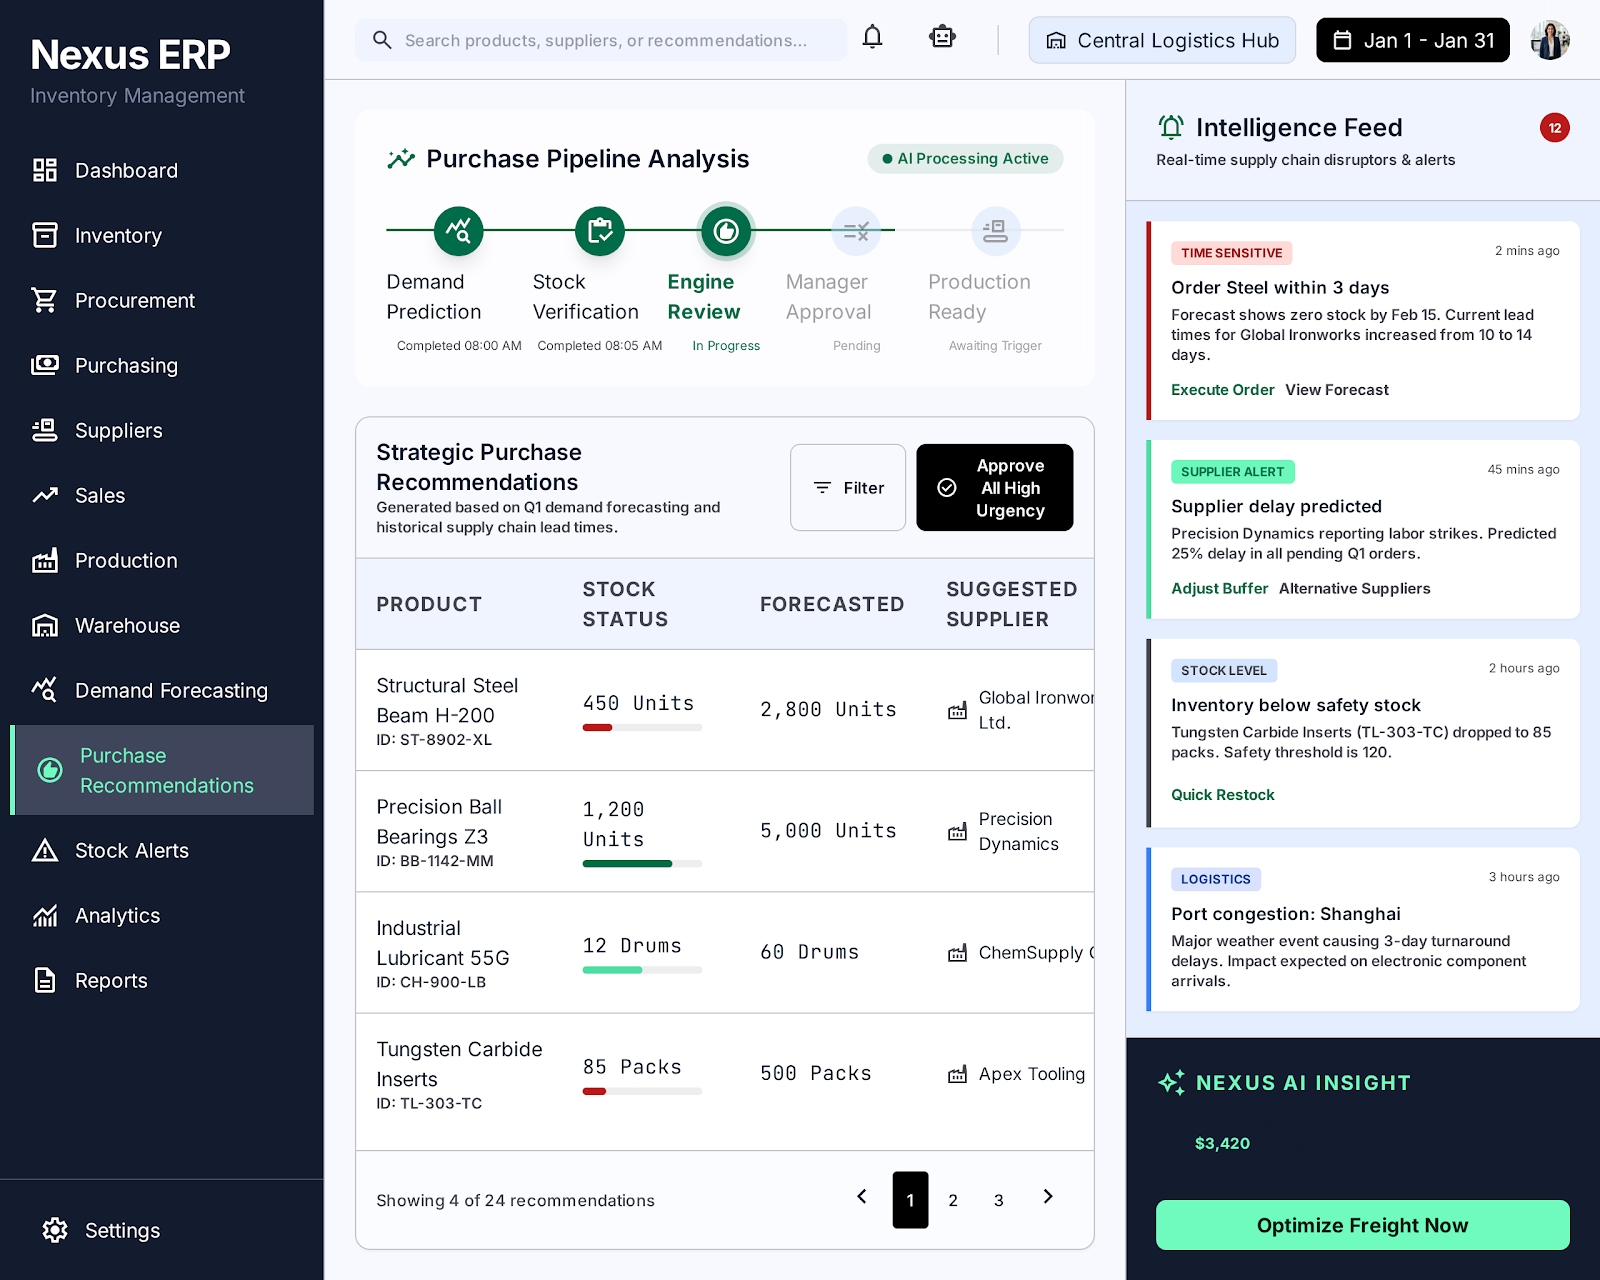 Nexus ERP
Inventory Management
Dashboard
Inventory
Procurement
Purchasing
Suppliers
Sales
Production
Warehouse
Demand Forecasting
Purchase
Recommendations
Stock Alerts
Analytics
Reports
Settings
Search products, suppliers, or recommendations...
Central Logistics Hub
Jan 1 - Jan 31
Purchase Pipeline Analysis
AI Processing Active
Demand
Prediction
Completed 08:00 AM
Stock
Verification
Completed 08:05 AM
Engine
Review
In Progress
Manager
Approval
Pending
Production
Ready
Awaiting Trigger
Strategic Purchase
Recommendations
Generated based on Q1 demand forecasting and
historical supply chain lead times.
Filter
Approve
All High
Urgency
PRODUCT
STOCK
STATUS
FORECASTED
SUGGESTED
SUPPLIER
Structural Steel
Beam H-200
ID: ST-8902-XL
450 Units
2,800 Units
Global Ironwor
Ltd.
Precision Ball
Bearings Z3
ID: BB-1142-MM
1,200
Units
5,000 Units
Precision
Dynamics
Industrial
Lubricant 55G
ID: CH-900-LB
12 Drums
60 Drums
ChemSupply
Tungsten Carbide
Inserts
ID: TL-303-TC
85 Packs
500 Packs
Apex Tooling
Showing 4 of 24 recommendations
1
2
3
Intelligence Feed
12
Real-time supply chain disruptors & alerts
TIME SENSITIVE
2 mins ago
Order Steel within 3 days
Forecast shows zero stock by Feb 15. Current lead
times for Global Ironworks increased from 10 to 14
days.
Execute Order View Forecast
SUPPLIER ALERT
45 mins ago
Supplier delay predicted
Precision Dynamics reporting labor strikes. Predicted
25% delay in all pending Q1 orders.
Adjust Buffer Alternative Suppliers
STOCK LEVEL
2 hours ago
Inventory below safety stock
Tungsten Carbide Inserts (TL-303-TC) dropped to 85
packs. Safety threshold is 120.
Quick Restock
LOGISTICS
3 hours ago
Port congestion: Shanghai
Major weather event causing 3-day turnaround
delays. Impact expected on electronic component
arrivals.
NEXUS AI INSIGHT
$3,420
Optimize Freight Now